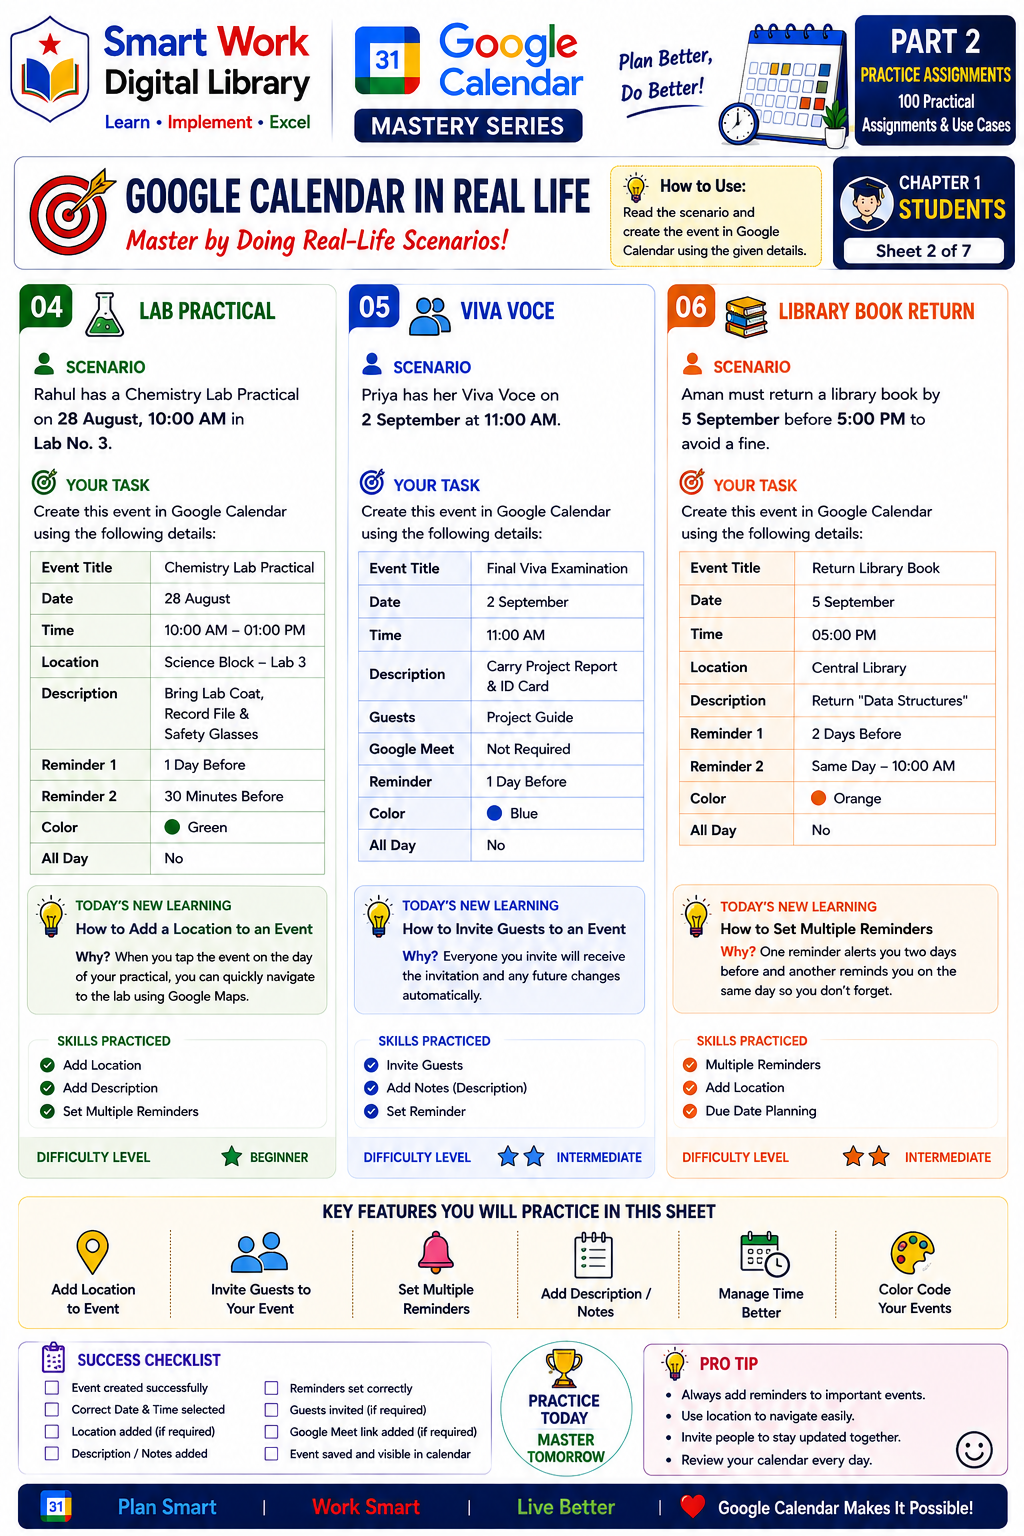 Smart Work
Digital Library
Learn • Implement • Excel
31
Google
Calendar
MASTERY SERIES
Plan Better,
Do Better!
PART 2
PRACTICE ASSIGNMENTS
100 Practical
Assignments & Use Cases
GOOGLE CALENDAR IN REAL LIFE
Master by Doing Real-Life Scenarios!
How to Use:
Read the scenario and
create the event in Google
Calendar using the given details.
CHAPTER 1
STUDENTS
Sheet 2 of 7
04
LAB PRACTICAL
SCENARIO
Rahul has a Chemistry Lab Practical
on 28 August, 10:00 AM in
Lab No. 3.
YOUR TASK
Create this event in Google Calendar
using the following details:
Event Title Chemistry Lab Practical
Date 28 August
Time 10:00 AM – 01:00 PM
Location Science Block – Lab 3
Description Bring Lab Coat,
Record File &
Safety Glasses
Reminder 1 1 Day Before
Reminder 2 30 Minutes Before
Color Green
All Day No
TODAY'S NEW LEARNING
How to Add a Location to an Event
Why? When you tap the event on the day
of your practical, you can quickly navigate
to the lab using Google Maps.
SKILLS PRACTICED
Add Location
Add Description
Set Multiple Reminders
DIFFICULTY LEVEL BEGINNER
05
VIVA VOCE
SCENARIO
Priya has her Viva Voce on
2 September at 11:00 AM.
YOUR TASK
Create this event in Google Calendar
using the following details:
Event Title Final Viva Examination
Date 2 September
Time 11:00 AM
Description Carry Project Report
& ID Card
Guests Project Guide
Google Meet Not Required
Reminder 1 Day Before
Color Blue
All Day No
TODAY'S NEW LEARNING
How to Invite Guests to an Event
Why? Everyone you invite will receive
the invitation and any future changes
automatically.
SKILLS PRACTICED
Invite Guests
Add Notes (Description)
Set Reminder
DIFFICULTY LEVEL INTERMEDIATE
06
LIBRARY BOOK RETURN
SCENARIO
Aman must return a library book by
5 September before 5:00 PM to
avoid a fine.
YOUR TASK
Create this event in Google Calendar
using the following details:
Event Title Return Library Book
Date 5 September
Time 05:00 PM
Location Central Library
Description Return "Data Structures"
Reminder 1 2 Days Before
Reminder 2 Same Day – 10:00 AM
Color Orange
All Day No
TODAY'S NEW LEARNING
How to Set Multiple Reminders
Why? One reminder alerts you two days
before and another reminds you on the
same day so you don't forget.
SKILLS PRACTICED
Multiple Reminders
Add Location
Due Date Planning
DIFFICULTY LEVEL INTERMEDIATE
KEY FEATURES YOU WILL PRACTICE IN THIS SHEET
Add Location
to Event
Invite Guests to
Your Event
Set Multiple
Reminders
Add Description /
Notes
Manage Time
Better
Color Code
Your Events
SUCCESS CHECKLIST
Event created successfully
Correct Date & Time selected
Location added (if required)
Description / Notes added
Reminders set correctly
Guests invited (if required)
Google Meet link added (if required)
Event saved and visible in calendar
PRACTICE
TODAY
MASTER
TOMORROW
PRO TIP
• Always add reminders to important events.
• Use location to navigate easily.
• Invite people to stay updated together.
• Review your calendar every day.
31
Plan Smart | Work Smart | Live Better | Google Calendar Makes It Possible!